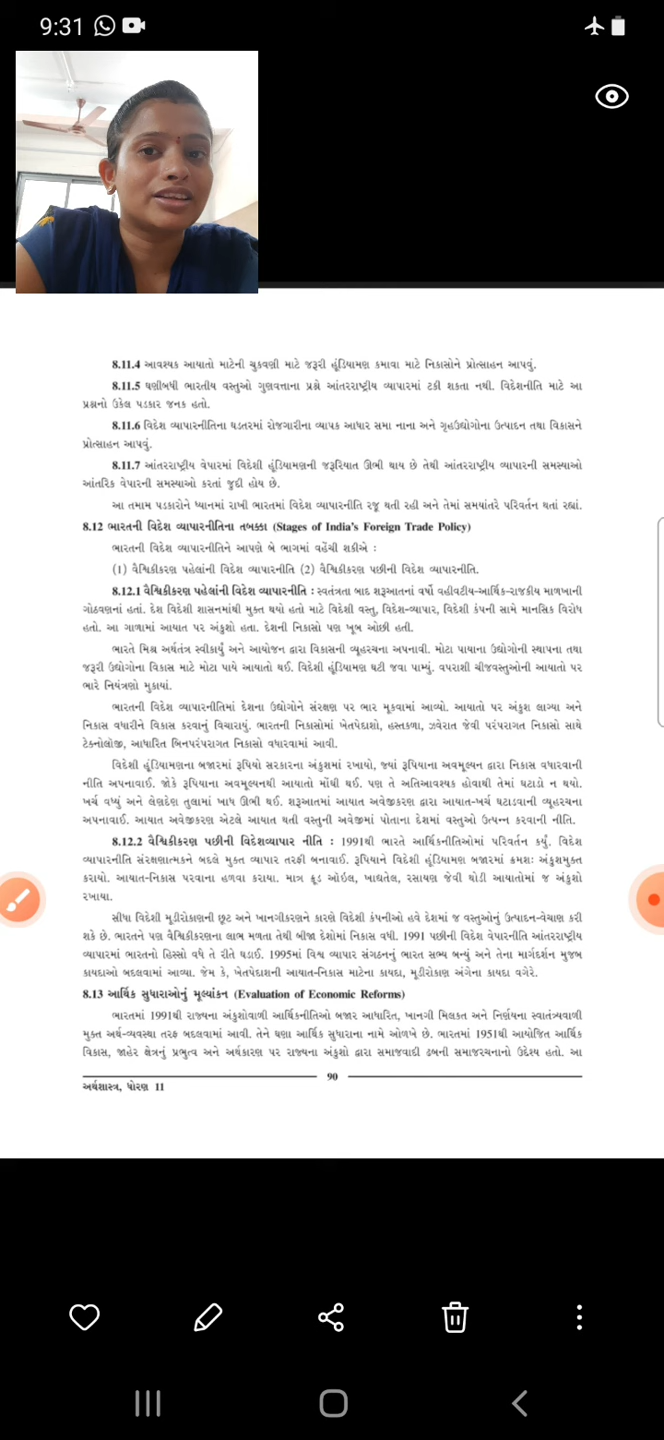 9:31
8.11.4 આવશ્યક આયાતો માટેની ચુકવણી માટે જરૂરી હૂંડિયામણ કમાવા માટે નિકાસોને પ્રોત્સાહન આપવું.
8.11.5 ઘણીબધી ભારતીય વસ્તુઓ ગુણવત્તાના પ્રશ્ને આંતરરાષ્ટ્રીય વ્યાપારમાં ટકી શકતા નથી. વિદેશનીતિ માટે આ
પ્રશ્નનો ઉકેલ પડકાર જનક હતો.
8.11.6 વિદેશ વ્યાપારનીતિના ઘડતરમાં રોજગારીના વ્યાપક આધાર સમા નાના અને ગૃહઉદ્યોગોના ઉત્પાદન તથા વિકાસને
પ્રોત્સાહન આપવું.
8.11.7 આંતરરાષ્ટ્રીય વેપારમાં વિદેશી હૂંડિયામણની જરૂરિયાત ઊભી થાય છે તેથી આંતરરાષ્ટ્રીય વ્યાપારની સમસ્યાઓ
આંતરિક વેપારની સમસ્યાઓ કરતાં જુદી હોય છે.
આ તમામ પડકારોને ધ્યાનમાં રાખી ભારતમાં વિદેશ વ્યાપારનીતિ રજૂ થતી રહી અને તેમાં સમયાંતરે પરિવર્તન થતાં રહ્યાં.
8.12 ભારતની વિદેશ વ્યાપારનીતિના તબક્કા (Stages of India's Foreign Trade Policy)
ભારતની વિદેશ વ્યાપારનીતિને આપણે બે ભાગમાં વહેંચી શકીએ :
(1) વૈશ્વિકીકરણ પહેલાંની વિદેશ વ્યાપારનીતિ (2) વૈશ્વિકીકરણ પછીની વિદેશ વ્યાપારનીતિ.
8.12.1 વૈશ્વિકીકરણ પહેલાંની વિદેશ વ્યાપારનીતિ : સ્વતંત્રતા બાદ શરૂઆતનાં વર્ષો વહીવટીય-આર્થિક-રાજકીય માળખાની
ગોઠવણનાં હતાં. દેશ વિદેશી શાસનમાંથી મુક્ત થયો હતો માટે વિદેશી વસ્તુ, વિદેશ-વ્યાપાર, વિદેશી કંપની સામે માનસિક વિરોધ
હતો. આ ગાળામાં આયાત પર અંકુશો હતા. દેશની નિકાસો પણ ખૂબ ઓછી હતી.
ભારતે મિશ્ર અર્થતંત્ર સ્વીકાર્યું અને આયોજન દ્વારા વિકાસની વ્યૂહરચના અપનાવી. મોટા પાયાના ઉદ્યોગોની સ્થાપના તથા
જરૂરી ઉદ્યોગોના વિકાસ માટે મોટા પાયે આયાતો થઈ. વિદેશી હૂંડિયામણ ઘટી જવા પામ્યું. વપરાશી ચીજવસ્તુઓની આયાતો પર
ભારે નિયંત્રણો મુકાયાં.
ભારતની વિદેશ વ્યાપારનીતિમાં દેશના ઉદ્યોગોને સંરક્ષણ પર ભાર મૂકવામાં આવ્યો. આયાતો પર અંકુશ લાગ્યા અને
નિકાસ વધારીને વિકાસ કરવાનું વિચારાયું. ભારતની નિકાસોમાં ખેતપેદાશો, હસ્તકળા, ઝવેરાત જેવી પરંપરાગત નિકાસો સાથે
ટેક્નોલોજી, આધારિત બિનપરંપરાગત નિકાસો વધારવામાં આવી.
વિદેશી હૂંડિયામણના બજારમાં રૂપિયો સરકારના અંકુશમાં રખાયો, જ્યાં રૂપિયાના અવમૂલ્યન દ્વારા નિકાસ વધારવાની
નીતિ અપનાવાઈ. જોકે રૂપિયાના અવમૂલ્યનથી આયાતો મોંઘી થઈ. પણ તે અતિઆવશ્યક હોવાથી તેમાં ઘટાડો ન થયો.
ખર્ચ વધ્યું અને લેણદેણ તુલામાં ખાધ ઊભી થઈ. શરૂઆતમાં આયાત અવેજીકરણ દ્વારા આયાત-ખર્ચ ઘટાડવાની વ્યૂહરચના
અપનાવાઈ. આયાત અવેજીકરણ એટલે આયાત થતી વસ્તુની અવેજીમાં પોતાના દેશમાં વસ્તુઓ ઉત્પન્ન કરવાની નીતિ.
8.12.2 વૈશ્વિકીકરણ પછીની વિદેશવ્યાપાર નીતિ : 1991થી ભારતે આર્થિકનીતિઓમાં પરિવર્તન કર્યું. વિદેશ
વ્યાપારનીતિ સંરક્ષણાત્મકને બદલે મુક્ત વ્યાપાર તરફી બનાવાઈ. રૂપિયાને વિદેશી હૂંડિયામણ બજારમાં ક્રમશઃ અંકુશમુક્ત
કરાયો. આયાત-નિકાસ પરવાના હળવા કરાયા. માત્ર ક્રૂડ ઓઇલ, ખાદ્યતેલ, રસાયણ જેવી થોડી આયાતોમાં જ અંકુશો
રખાયા.
સીધા વિદેશી મૂડીરોકાણની છૂટ અને ખાનગીકરણને કારણે વિદેશી કંપનીઓ હવે દેશમાં જ વસ્તુઓનું ઉત્પાદન-વેચાણ કરી
શકે છે. ભારતને પણ વૈશ્વિકીકરણના લાભ મળતા તેથી બીજા દેશોમાં નિકાસ વધી. 1991 પછીની વિદેશ વેપારનીતિ આંતરરાષ્ટ્રીય
વ્યાપારમાં ભારતનો હિસ્સો વધે તે રીતે ઘડાઈ. 1995માં વિશ્વ વ્યાપાર સંગઠનનું ભારત સભ્ય બન્યું અને તેના માર્ગદર્શન મુજબ
કાયદાઓ બદલવામાં આવ્યા. જેમ કે, ખેતપેદાશની આયાત-નિકાસ માટેના કાયદા, મૂડીરોકાણ અંગેના કાયદા વગેરે.
8.13 આર્થિક સુધારાઓનું મૂલ્યાંકન (Evaluation of Economic Reforms)
ભારતમાં 1991થી રાજ્યના અંકુશોવાળી આર્થિકનીતિઓ બજાર આધારિત, ખાનગી મિલકત અને નિર્ણયના સ્વાતંત્ર્યવાળી
મુક્ત અર્થ-વ્યવસ્થા તરફ બદલવામાં આવી. તેને ઘણા આર્થિક સુધારાના નામે ઓળખે છે. ભારતમાં 1951થી આયોજિત આર્થિક
વિકાસ, જાહેર ક્ષેત્રનું પ્રભુત્વ અને અર્થકારણ પર રાજ્યના અંકુશો દ્વારા સમાજવાદી ઢબની સમાજરચનાનો ઉદ્દેશ્ય હતો. આ
90
અર્થશાસ્ત્ર, ધોરણ 11